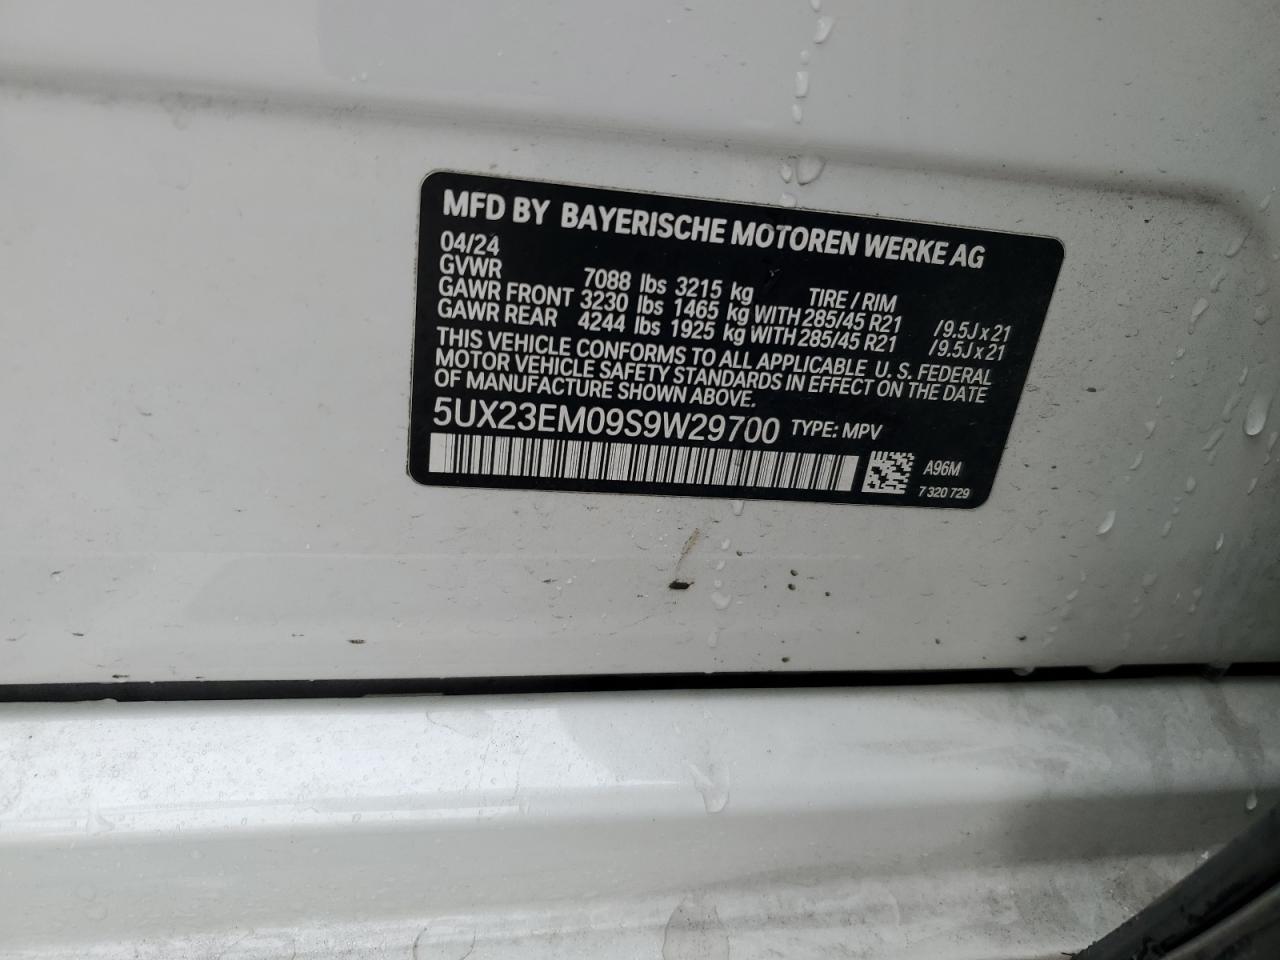 MFD BY BAYERISCHE MOTOREN WERKE AG
04/24
GVWR 7088 lbs 3215 kg TIRE / RIM
GAWR FRONT 3230 lbs 1465 kg WITH 285/45 R21 /9.5J x 21
GAWR REAR 4244 lbs 1925 kg WITH 285/45 R21 /9.5J x 21
THIS VEHICLE CONFORMS TO ALL APPLICABLE U. S. FEDERAL
MOTOR VEHICLE SAFETY STANDARDS IN EFFECT ON THE DATE
OF MANUFACTURE SHOWN ABOVE.
5UX23EM09S9W29700 TYPE: MPV
A96M
7 320 729